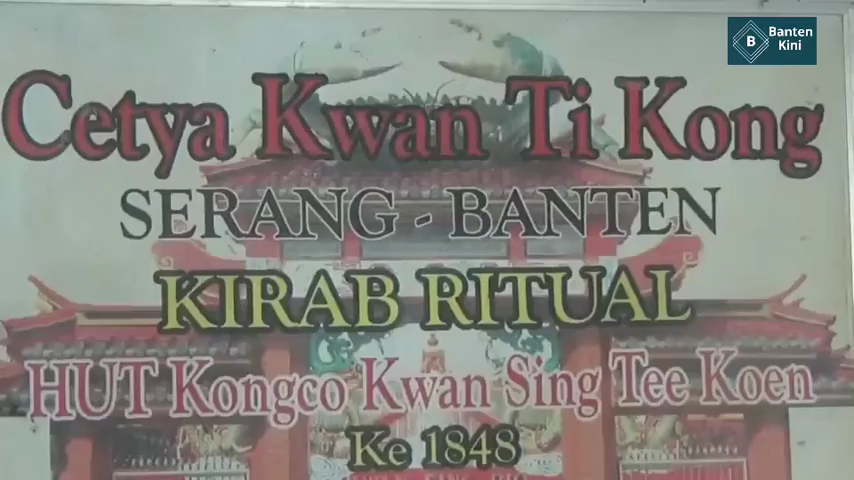 Banten
Kini
B
Cetya Kwan Ti Kong
SERANG - BANTEN
KIRAB RITUAL
HUT Kongco Kwan Sing Tee Koen
Ke 1848